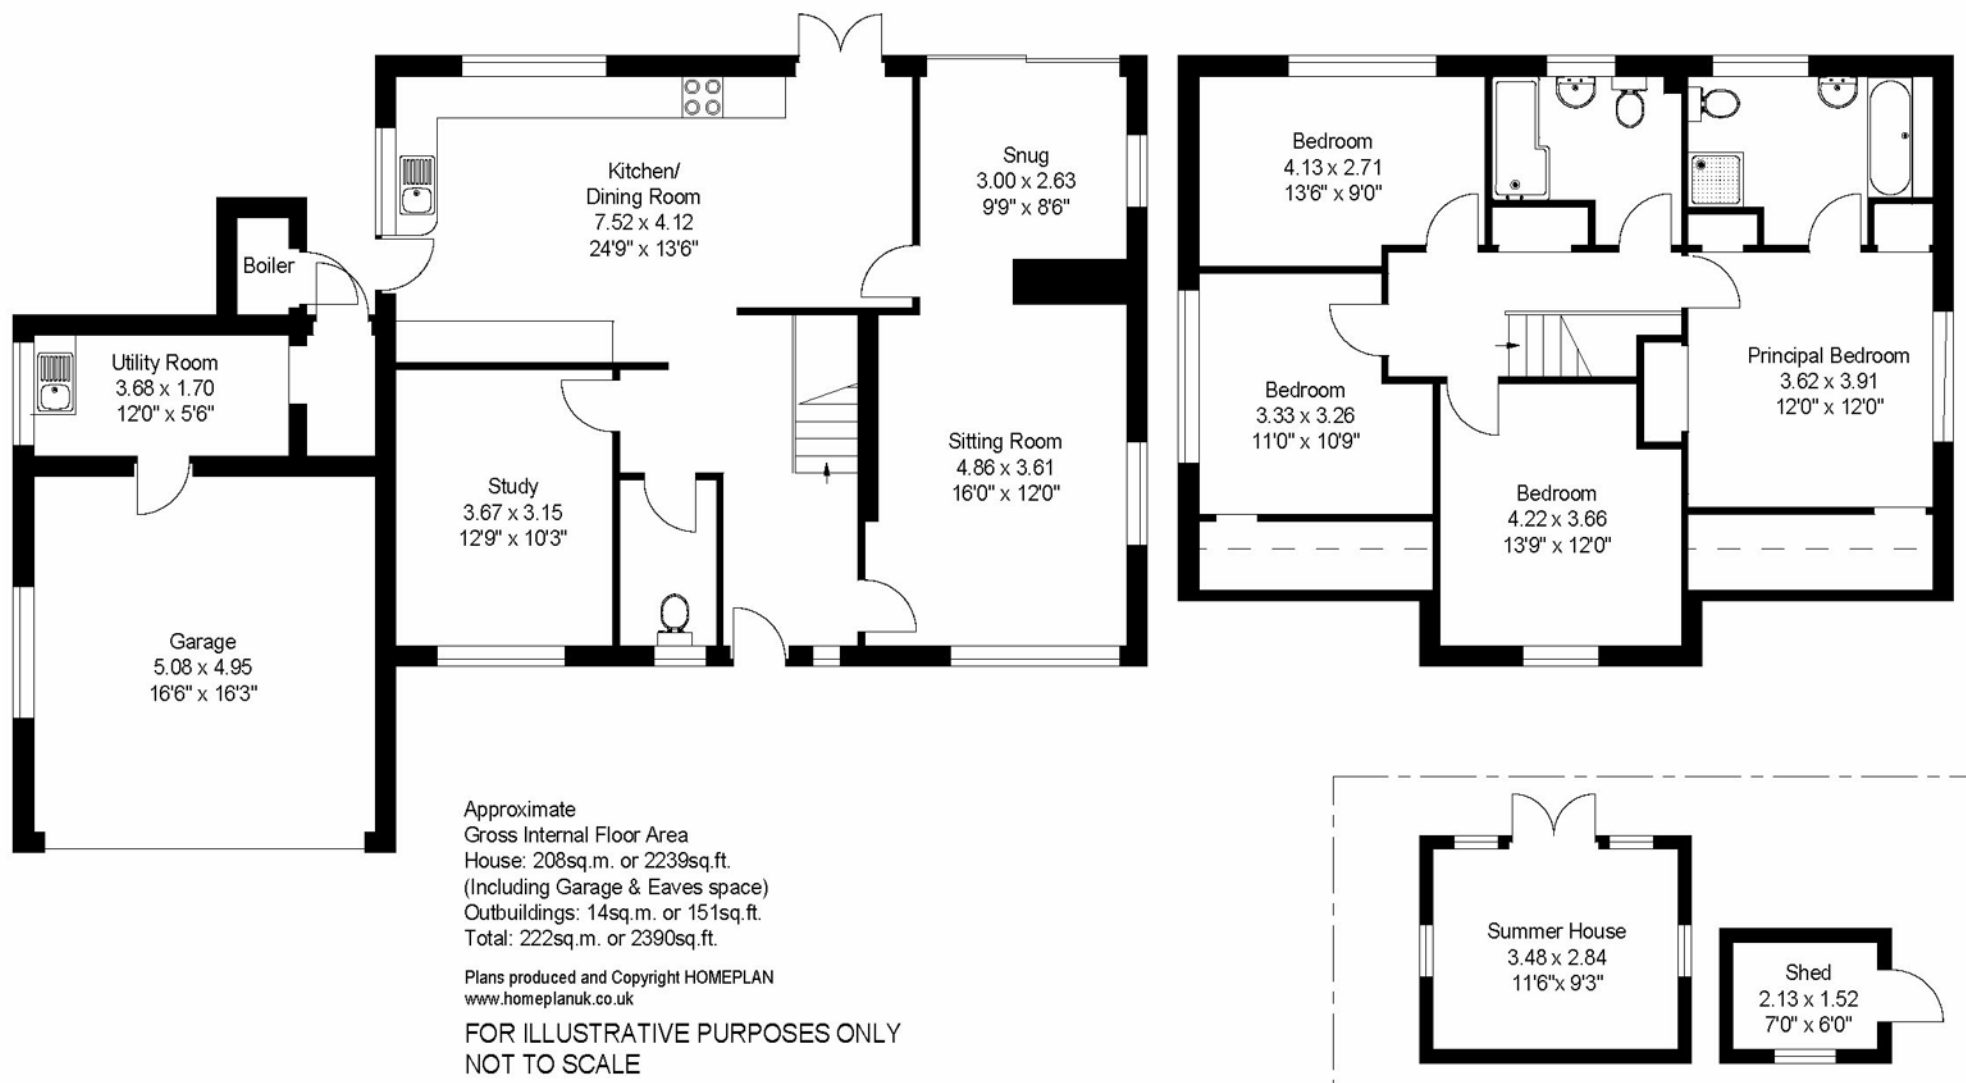 Kitchen/
Dining Room
7.52 x 4.12
24'9" x 13'6"
Snug
3.00 x 2.63
9'9" x 8'6"
Boiler
Utility Room
3.68 x 1.70
12'0" x 5'6"
Study
3.67 x 3.15
12'9" x 10'3"
Sitting Room
4.86 x 3.61
16'0" x 12'0"
Garage
5.08 x 4.95
16'6" x 16'3"
Bedroom
4.13 x 2.71
13'6" x 9'0"
Bedroom
3.33 x 3.26
11'0" x 10'9"
Principal Bedroom
3.62 x 3.91
12'0" x 12'0"
Bedroom
4.22 x 3.66
13'9" x 12'0"
Approximate
Gross Internal Floor Area
House: 208sq.m. or 2239sq.ft.
(Including Garage & Eaves space)
Outbuildings: 14sq.m. or 151sq.ft.
Total: 222sq.m. or 2390sq.ft.
Plans produced and Copyright HOMEPLAN
www.homeplanuk.co.uk
FOR ILLUSTRATIVE PURPOSES ONLY
NOT TO SCALE
Summer House
3.48 x 2.84
11'6"x 9'3"
Shed
2.13 x 1.52
7'0" x 6'0"